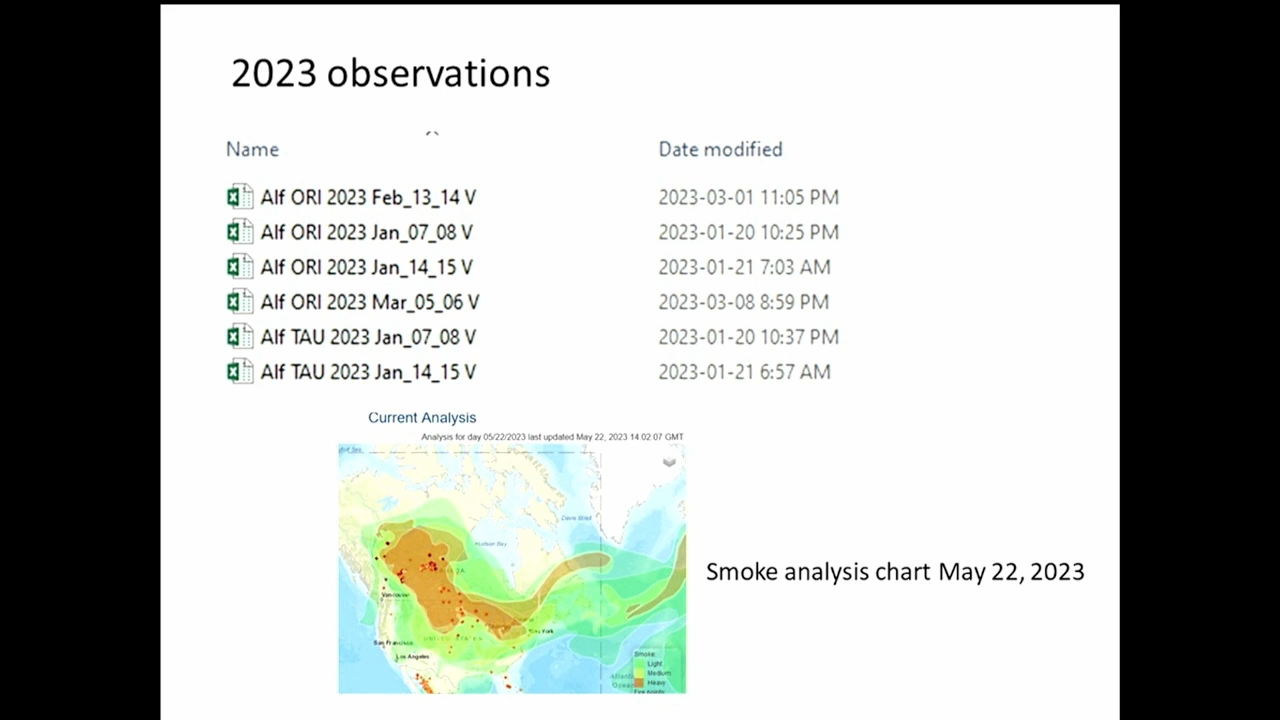 2023 observations
Name Date modified
Alf ORI 2023 Feb_13_14 V 2023-03-01 11:05 PM
Alf ORI 2023 Jan_07_08 V 2023-01-20 10:25 PM
Alf ORI 2023 Jan_14_15 V 2023-01-21 7:03 AM
Alf ORI 2023 Mar_05_06 V 2023-03-08 8:59 PM
Alf TAU 2023 Jan_07_08 V 2023-01-20 10:37 PM
Alf TAU 2023 Jan_14_15 V 2023-01-21 6:57 AM
Current Analysis
Analysis for day 05/22/2023 last updated May 22, 2023 14:02:07 GMT
Davis Strait
Hudson Bay
Smoke analysis chart May 22, 2023
Vancouver
New York
UNITED STATES
San Francisco
Los Angeles
Smoke
Light
Medium
Heavy